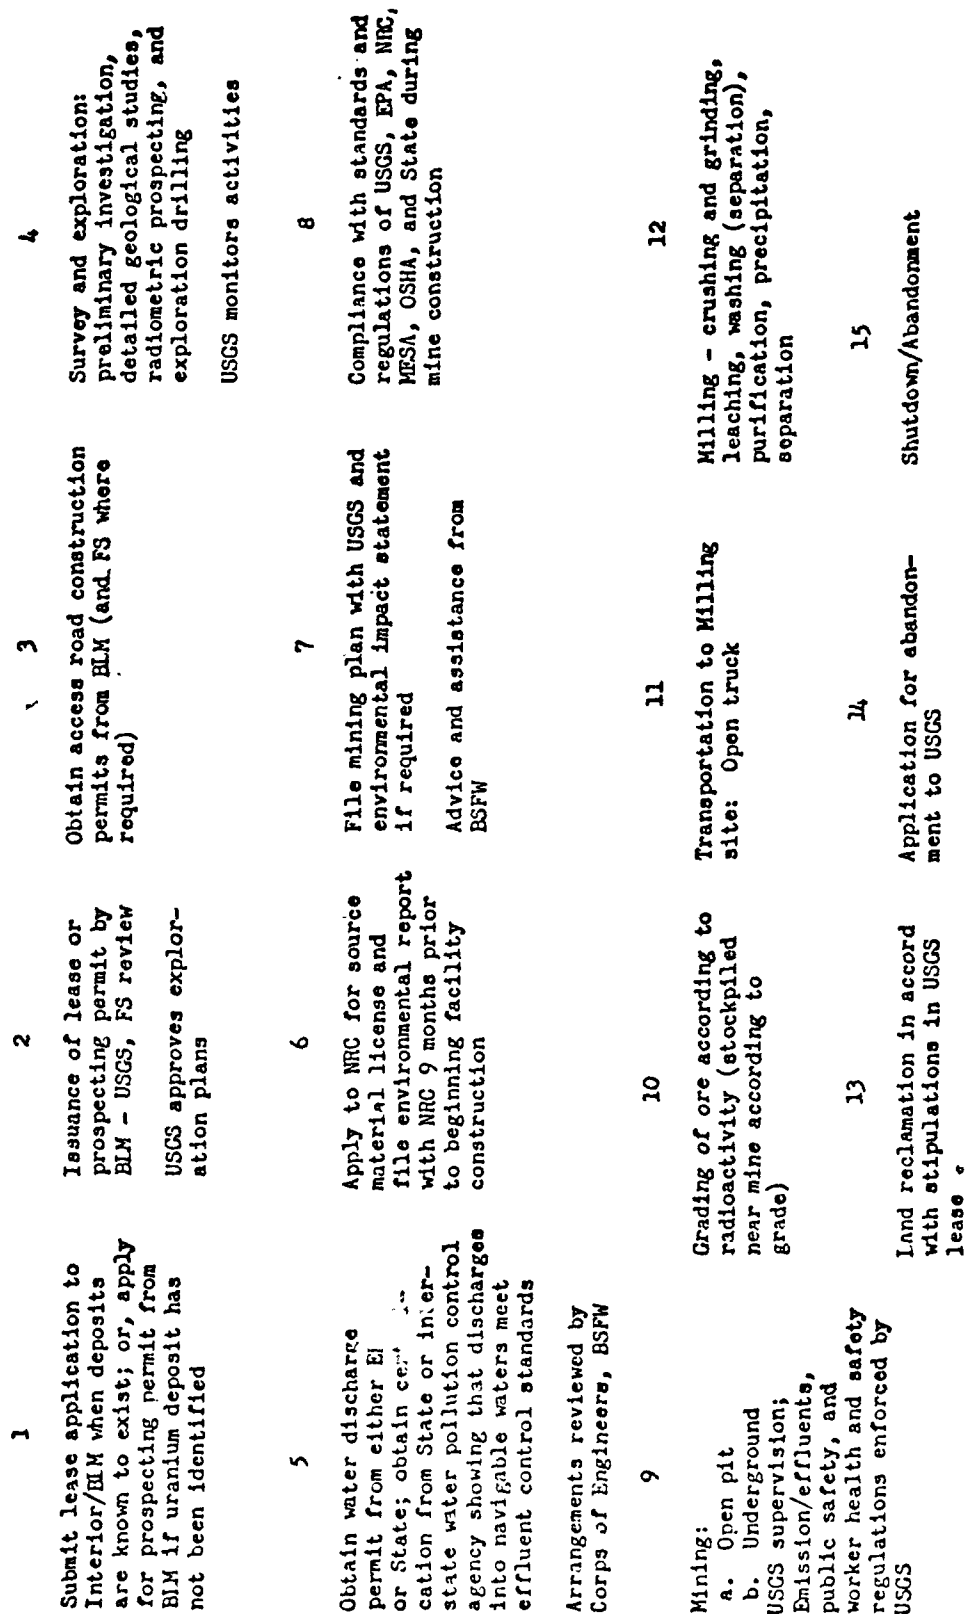 1
Submit lease application to
Interior/BLM when deposits
are known to exist; or, apply
for prospecting permit from
BLM if uranium deposit has
not been identified
2
Issuance of lease or
prospecting permit by
BLM - USGS, FS review
USGS approves explor-
ation plans
3
Obtain access road construction
permits from BLM (and FS where
required)
4
Survey and exploration:
preliminary investigation,
detailed geological studies,
radiometric prospecting, and
exploration drilling
USGS monitors activities
5
Obtain water discharge
permit from either
or State; obtain
cation from State or inter-
state water pollution control
agency showing that discharges
into navigable waters meet
effluent control standards
Arrangements reviewed by
Corps of Engineers, BSFW
6
Apply to NRC for source
material license and
file environmental report
with NRC 9 months prior
to beginning facility
construction
7
File mining plan with USGS and
environmental impact statement
if required
Advice and assistance from
BSFW
8
Compliance with standards and
regulations of USGS, EPA, NRC,
MESA, OSHA, and State during
mine construction
9
Mining:
a. Open pit
b. Underground
USGS supervision;
Emission/effluents,
public safety, and
worker health and safety
regulations enforced by
USGS
10
Grading of ore according to
radioactivity (stockpiled
near mine according to
grade)
11
Transportation to Milling
site: Open truck
12
Milling - crushing and grinding,
leaching, washing (separation),
purification, precipitation,
separation
13
Land reclamation in accord
with stipulations in USGS
lease
14
Application for abandon-
ment to USGS
15
Shutdown/Abandonment